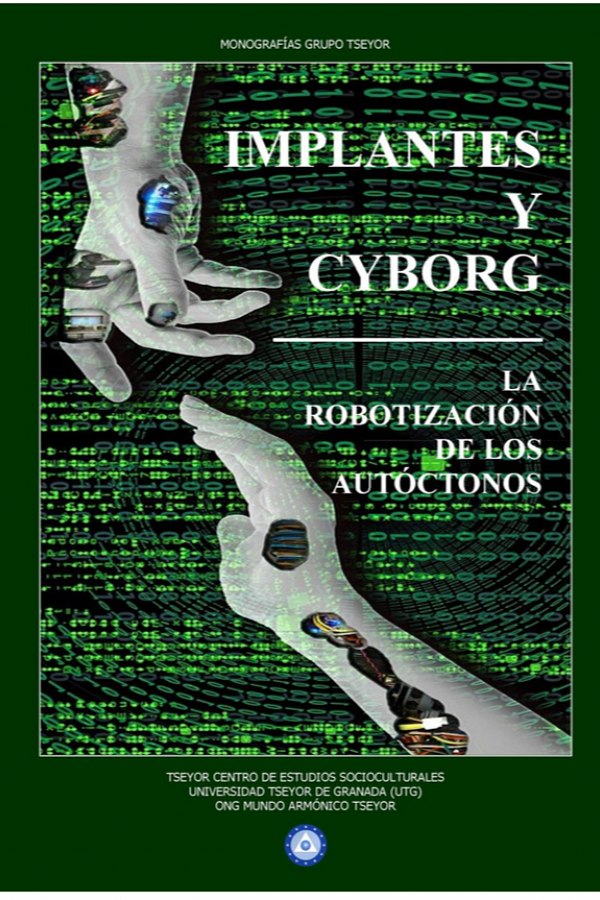 MONOGRAFÍAS GRUPO TSEYOR
IMPLANTES
Y
CYBORG
LA
ROBOTIZACIÓN
DE LOS
AUTÓCTONOS
TSEYOR CENTRO DE ESTUDIOS SOCIOCULTURALES
UNIVERSIDAD TSEYOR DE GRANADA (UTG)
ONG MUNDO ARMÓNICO TSEYOR